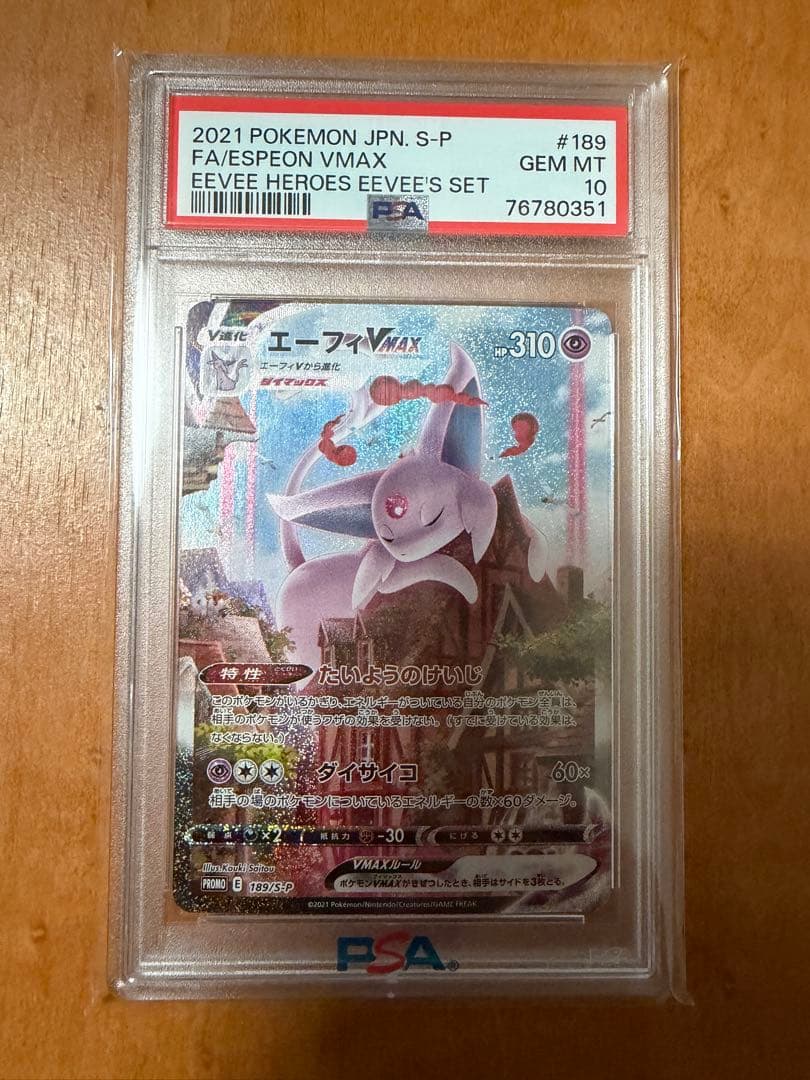 2021 POKEMON JPN. S-P #189
FA/ESPEON VMAX GEM MT
EEVEE HEROES EEVEE'S SET 10
PSA 76780351
V進化 エーフィVMAX HP310
エーフィVから進化
ダイマックス
特性 たいようのけいじ
このポケモンがいるかぎり、エネルギーがついている自分のポケモン全員は、
相手のポケモンが使うワザの効果を受けない。(すでに受けている効果は、
なくならない。)
ダイサイコ 60×
相手の場のポケモンについているエネルギーの数×60ダメージ。
弱点 ×2 抵抗力 -30 にげる
Illus. Kouki Saitou
VMAXルール
ポケモンVMAXがきぜつしたとき、相手はサイドを3枚とる。
PROMO E 189/S-P
©2021 Pokémon/Nintendo/Creatures/GAME FREAK.
PSA®